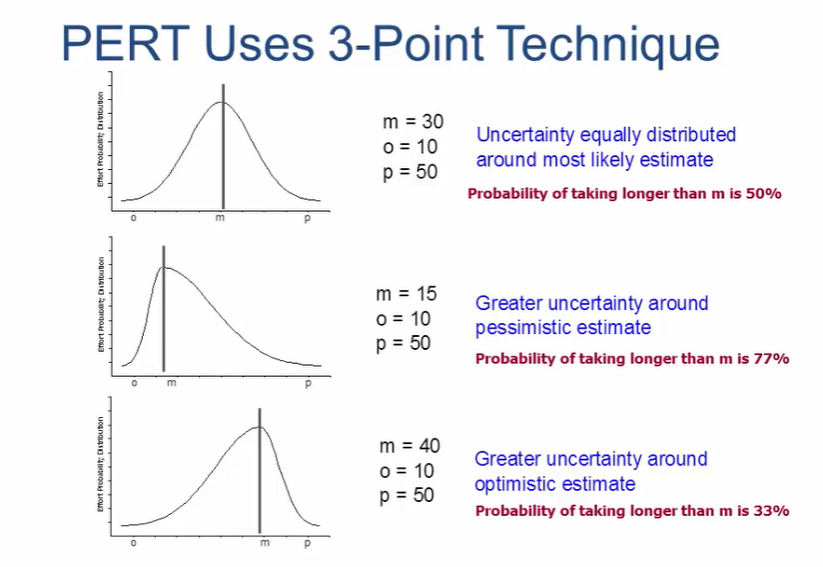 PERT Uses 3-Point Technique
Effort Probability Distribution
o m p
m = 30
o = 10
p = 50
Uncertainty equally distributed
around most likely estimate
Probability of taking longer than m is 50%
Effort Probability Distribution
o m p
m = 15
o = 10
p = 50
Greater uncertainty around
pessimistic estimate
Probability of taking longer than m is 77%
Effort Probability Distribution
o m p
m = 40
o = 10
p = 50
Greater uncertainty around
optimistic estimate
Probability of taking longer than m is 33%